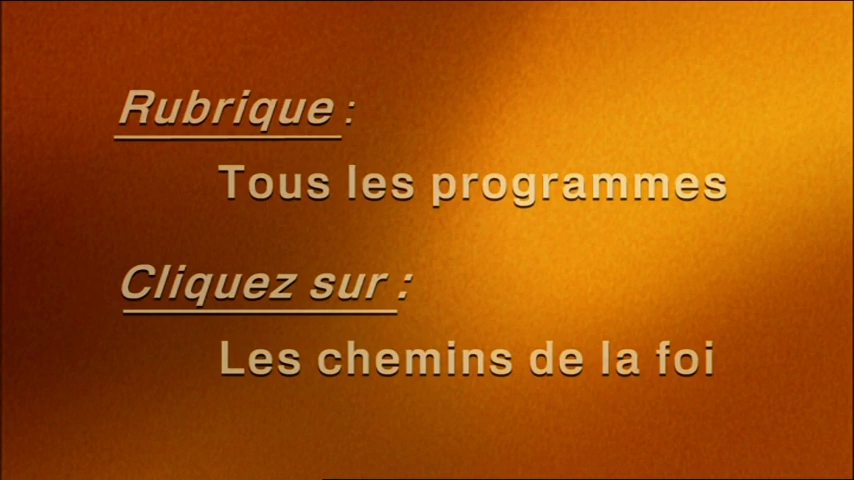 Rubrique :
Tous les programmes
Cliquez sur :
Les chemins de la foi